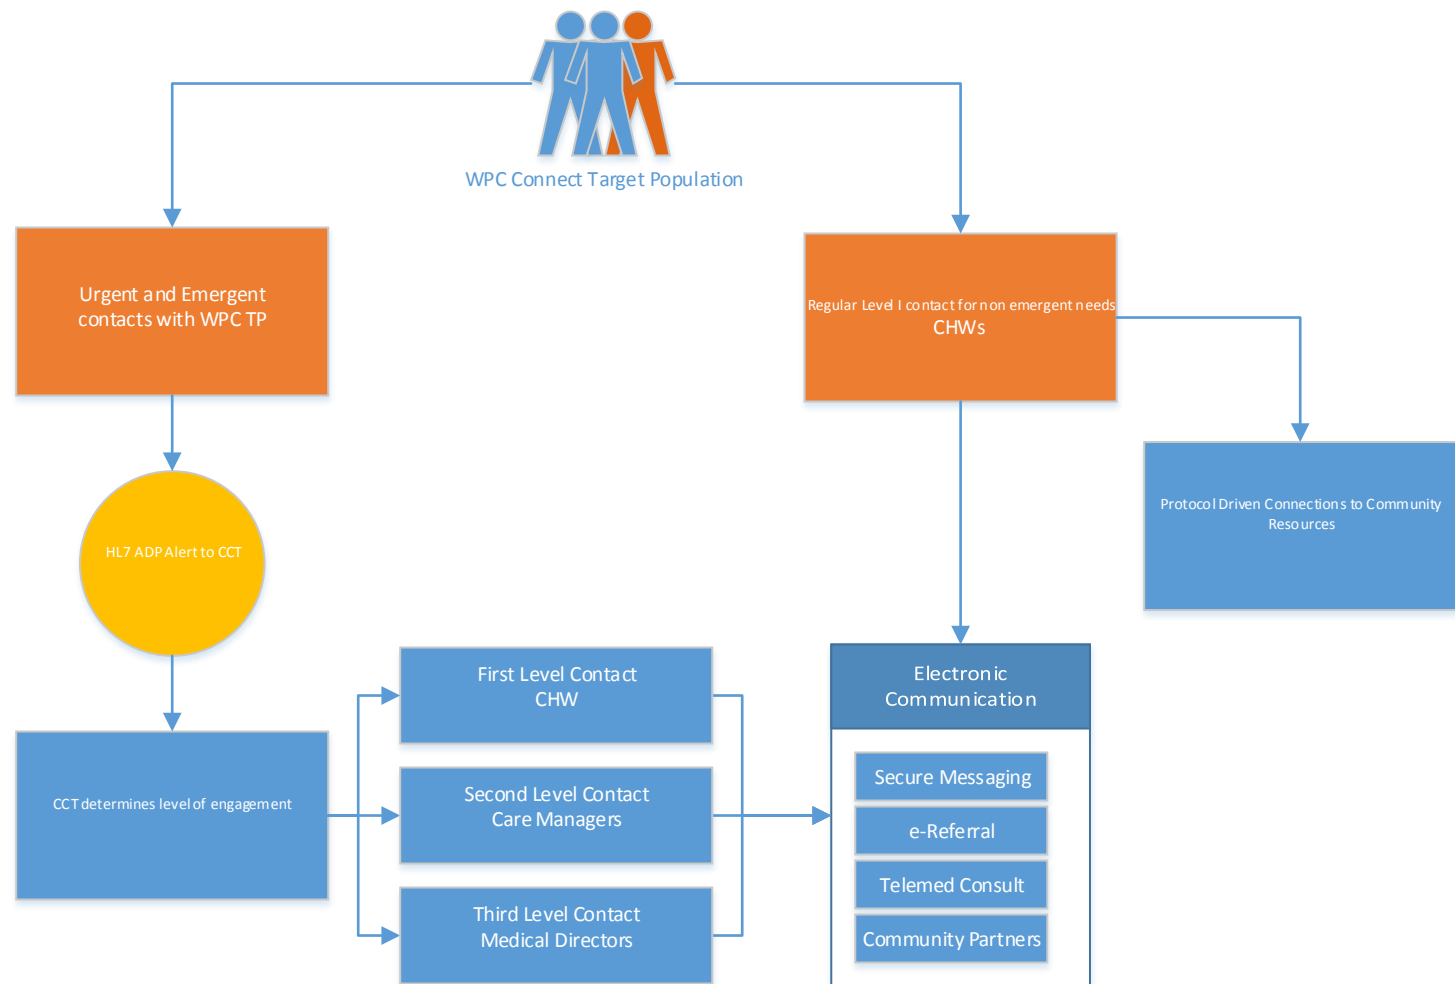 WPC Connect Target Population
Urgent and Emergent
contacts with WPC TP
Regular Level I contact for non emergent needs
CHWs
Protocol Driven Connections to Community
Resources
HL7 ADP Alert to CCT
CCT determines level of engagement
First Level Contact
CHW
Second Level Contact
Care Managers
Third Level Contact
Medical Directors
Electronic
Communication
Secure Messaging
e-Referral
Telemed Consult
Community Partners